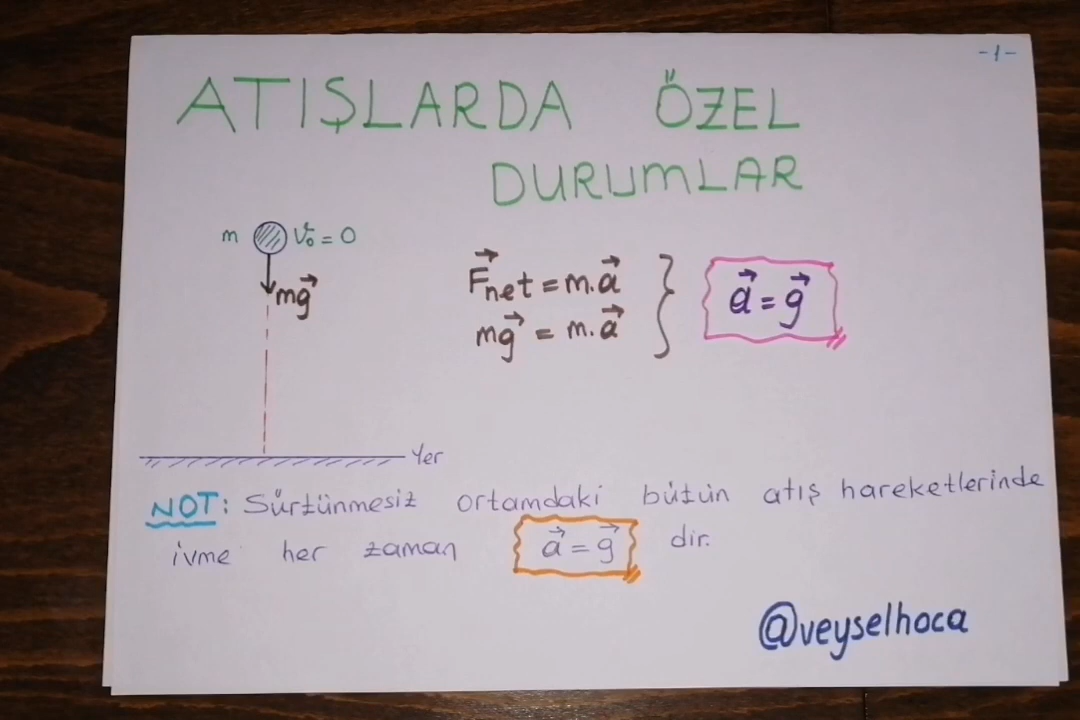 -1-
ATIŞLARDA ÖZEL
DURUMLAR
m V₀ = 0
mg⃗
F⃗net = m.a⃗
mg⃗ = m.a⃗
a⃗ = g⃗
Yer
NOT: Sürtünmesiz ortamdaki bütün atış hareketlerinde
ivme her zaman a⃗ = g⃗ dir.
@veyselhoca